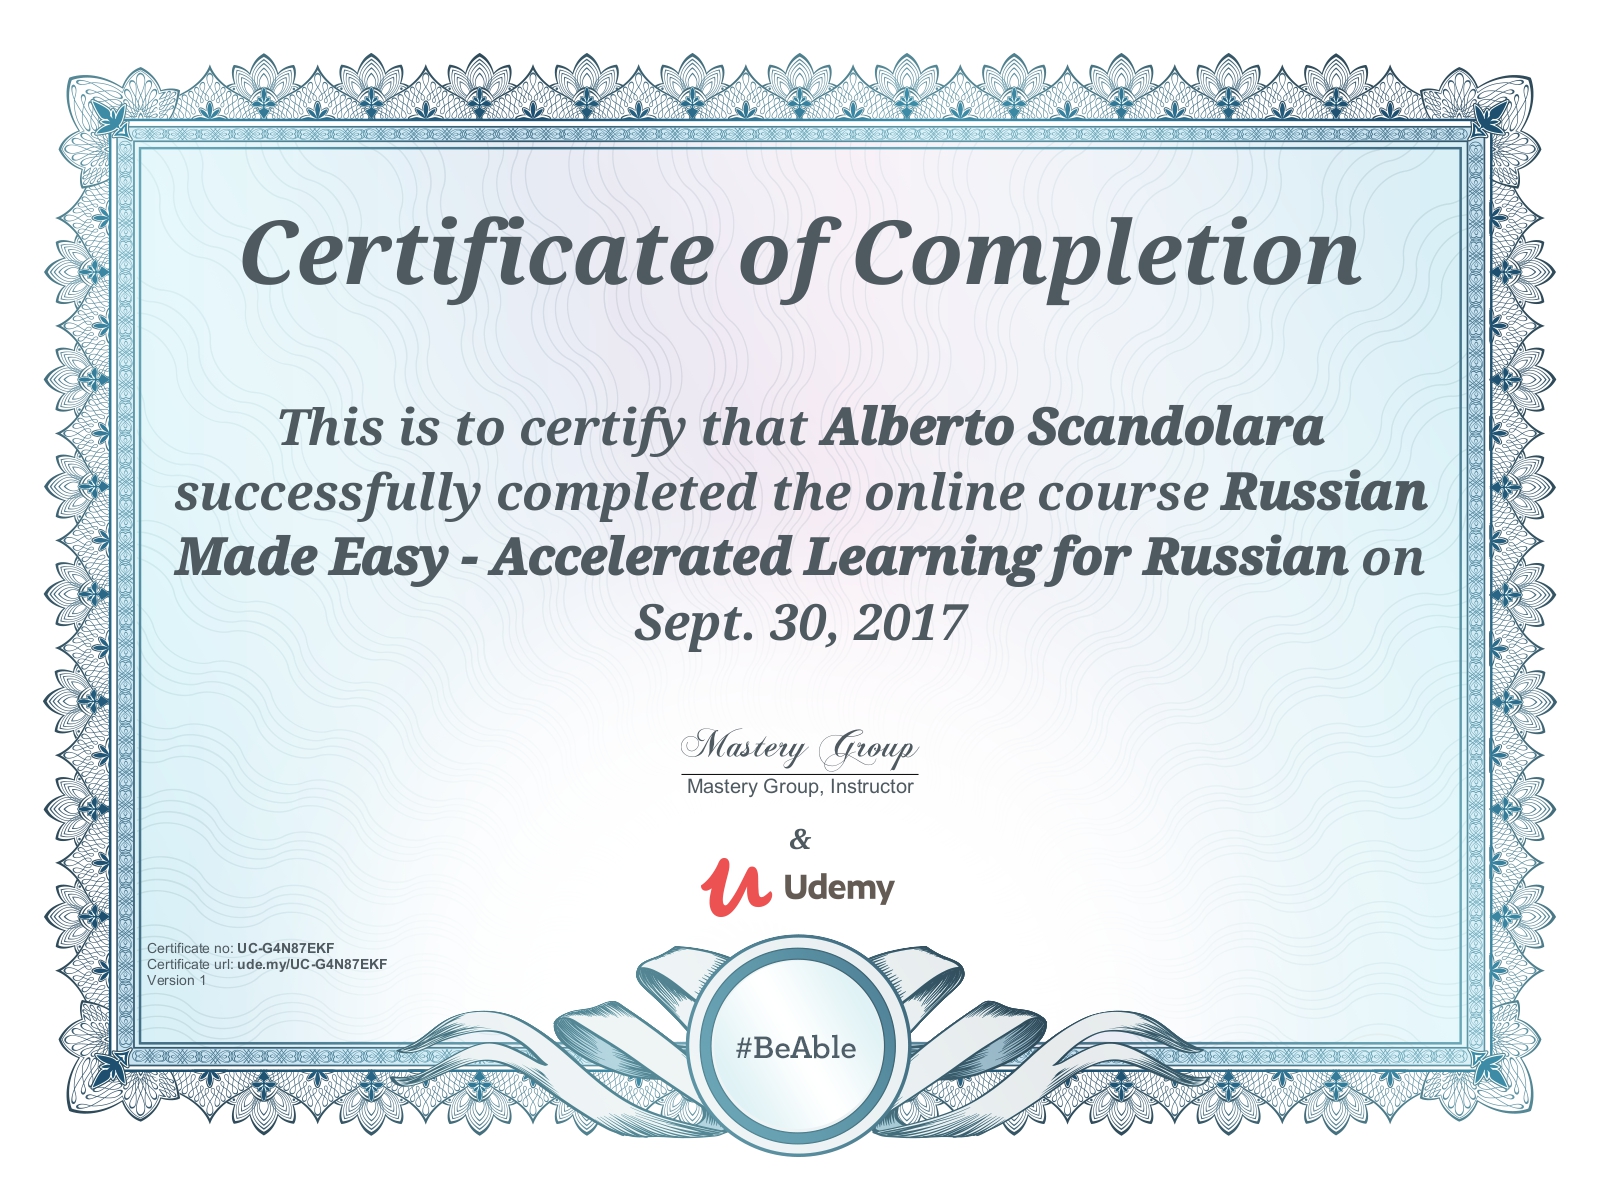 Certificate of Completion
This is to certify that Alberto Scandolara
successfully completed the online course Russian
Made Easy - Accelerated Learning for Russian on
Sept. 30, 2017
Mastery Group
Mastery Group, Instructor
&
Udemy
Certificate no: UC-G4N87EKF
Certificate url: ude.my/UC-G4N87EKF
Version 1
#BeAble